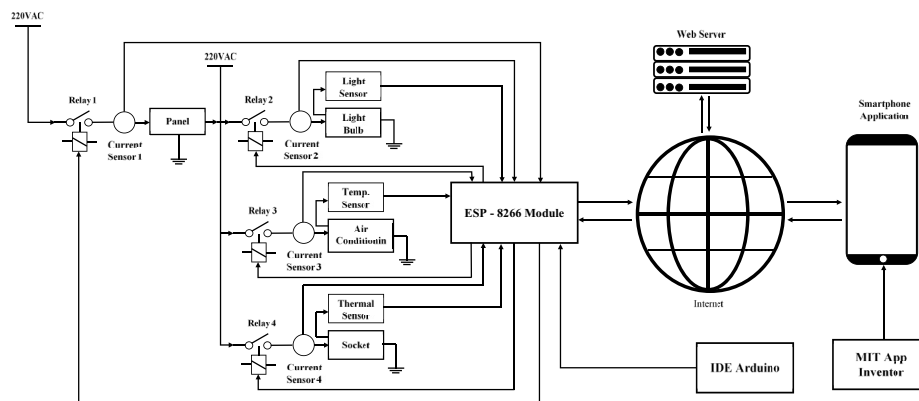 220VAC
Relay 1
Panel
Current
Sensor 1
220VAC
Relay 2
Current
Sensor 2
Light
Sensor
Light
Bulb
Relay 3
Current
Sensor 3
Temp.
Sensor
Air
Conditionin
Relay 4
Current
Sensor 4
Thermal
Sensor
Socket
ESP - 8266 Module
Web Server
Internet
Smartphone
Application
IDE Arduino
MIT App
Inventor